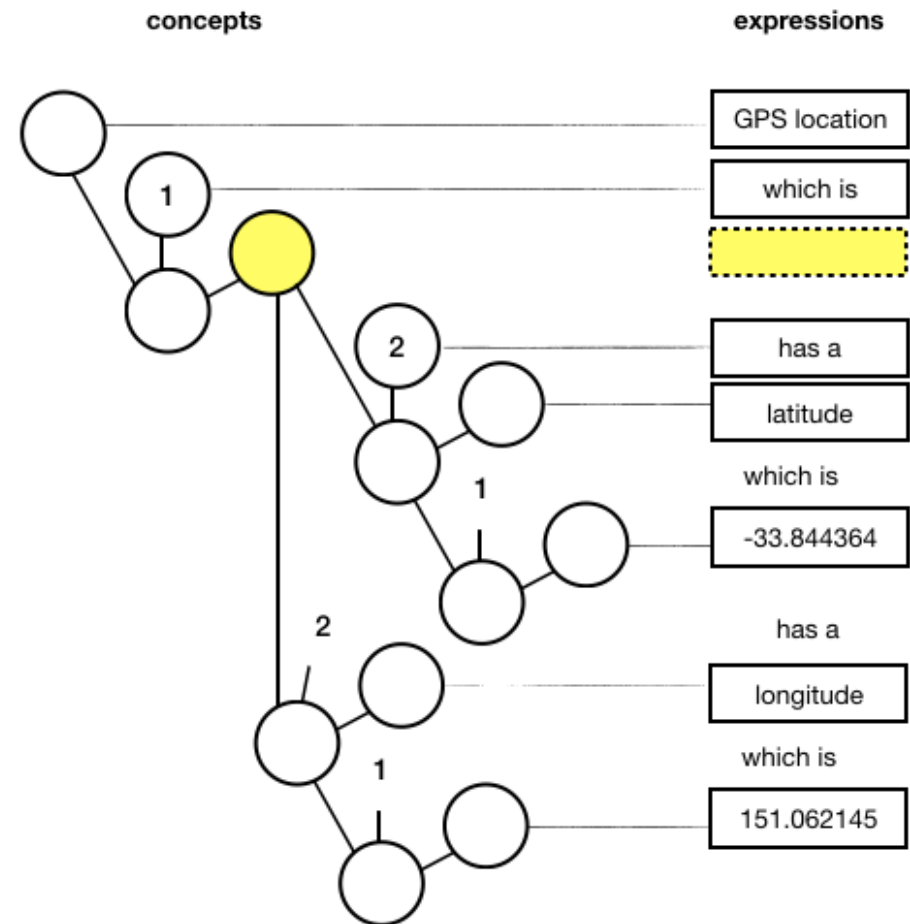 concepts
expressions
GPS location
1
which is
2
has a
latitude
1
which is
-33.844364
2
has a
longitude
1
which is
151.062145